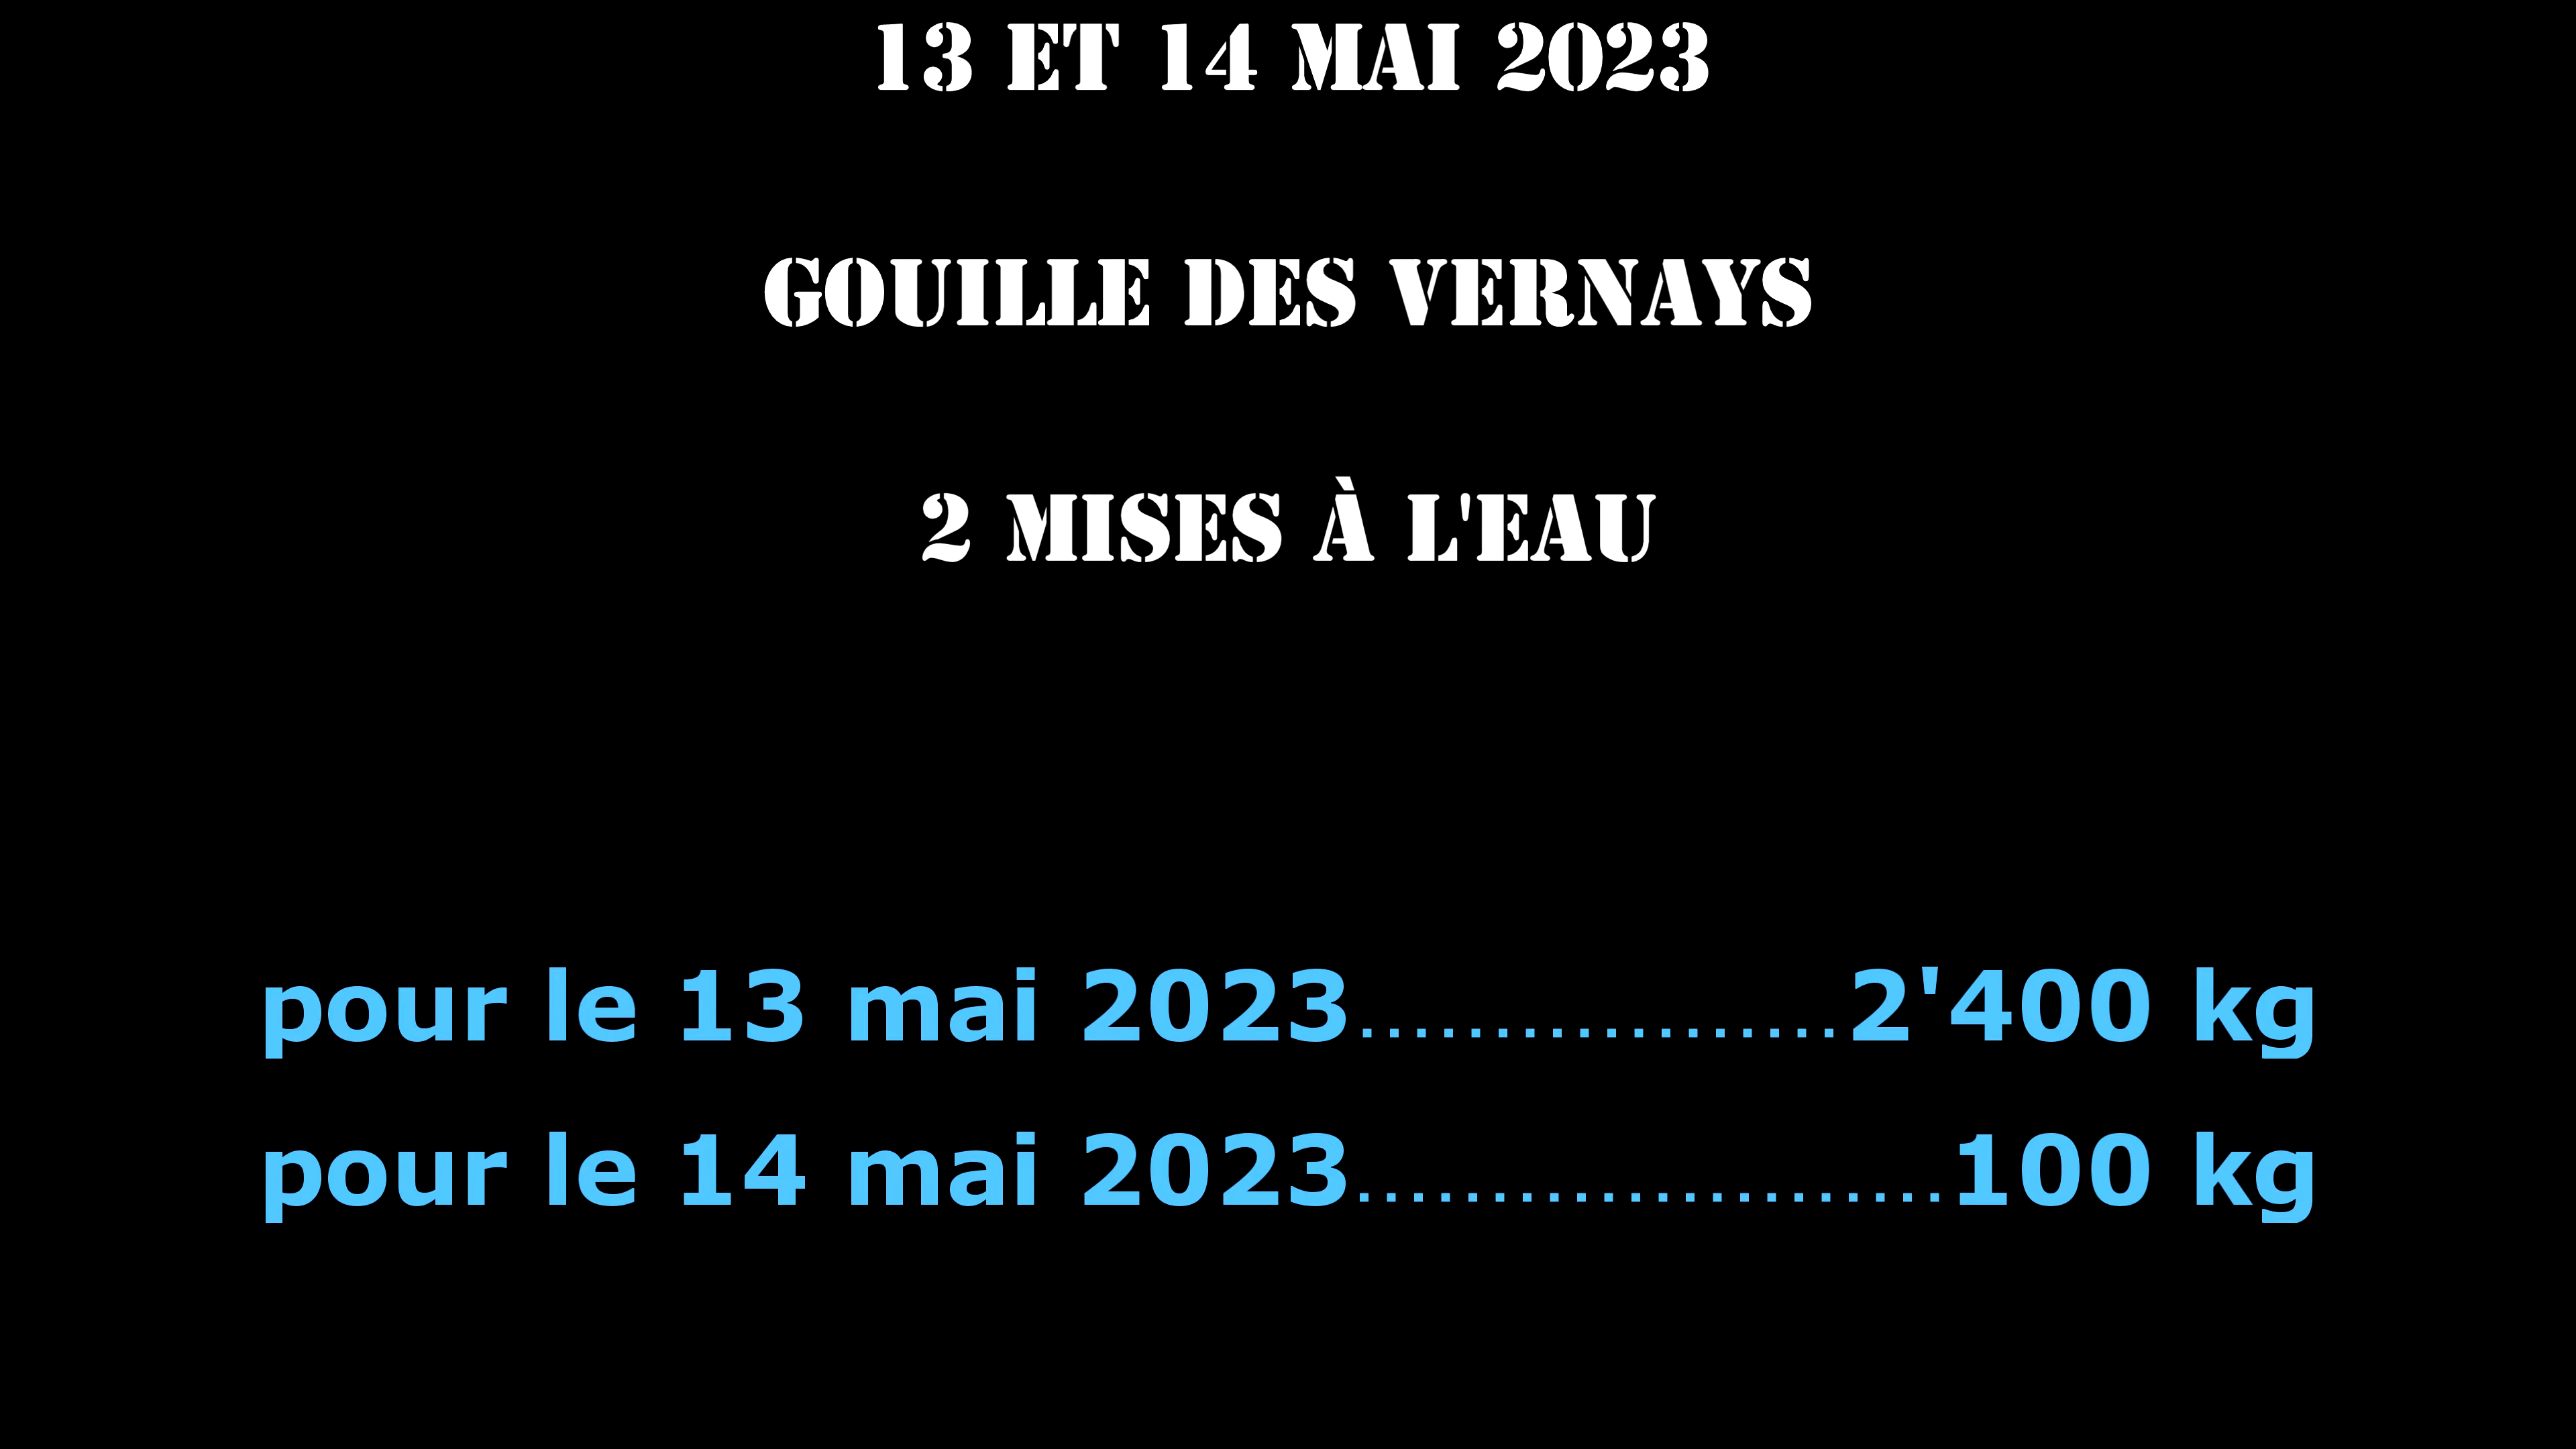 13 ET 14 MAI 2023
GOUILLE DES VERNAYS
2 MISES À L'EAU
pour le 13 mai 2023..................2'400 kg
pour le 14 mai 2023......................100 kg